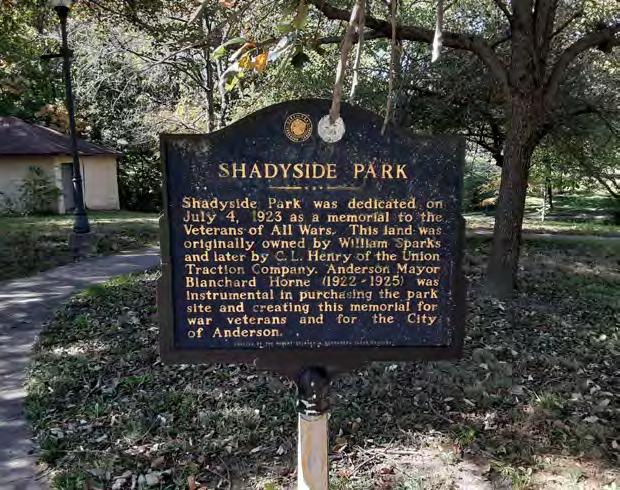 SHADYSIDE PARK
Shadyside Park was dedicated on
July 4, 1923 as a memorial to the
Veterans of All Wars. This land was
originally owned by William Sparks
and later by C. L. Henry of the Union
Traction Company. Anderson Mayor
Blanchard Horne (1922 - 1925) was
instrumental in purchasing the park
site and creating this memorial for
war veterans and for the City
of Anderson.